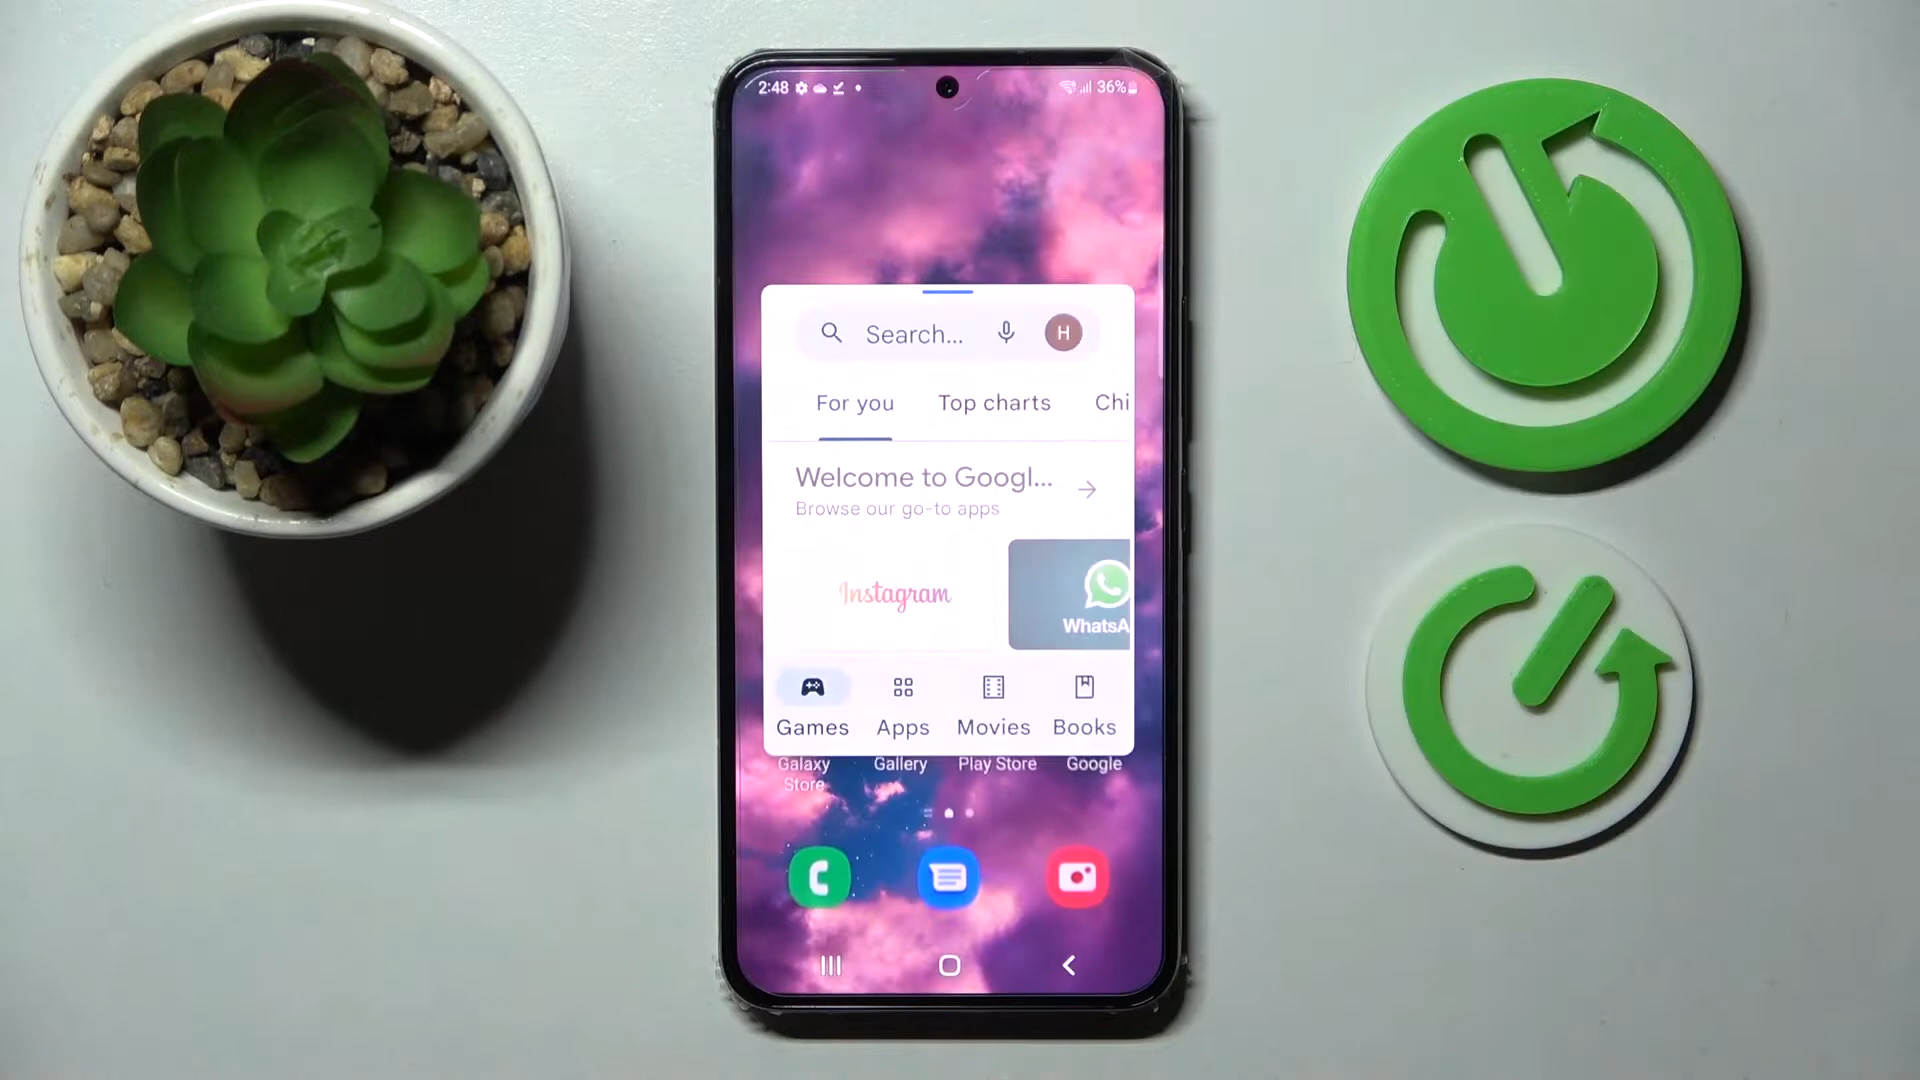 2:48
36%
Search...
H
For you
Top charts
Chi
Welcome to Googl...
Browse our go-to apps
Instagram
WhatsA
Games
Apps
Movies
Books
Galaxy
Store
Gallery
Play Store
Google